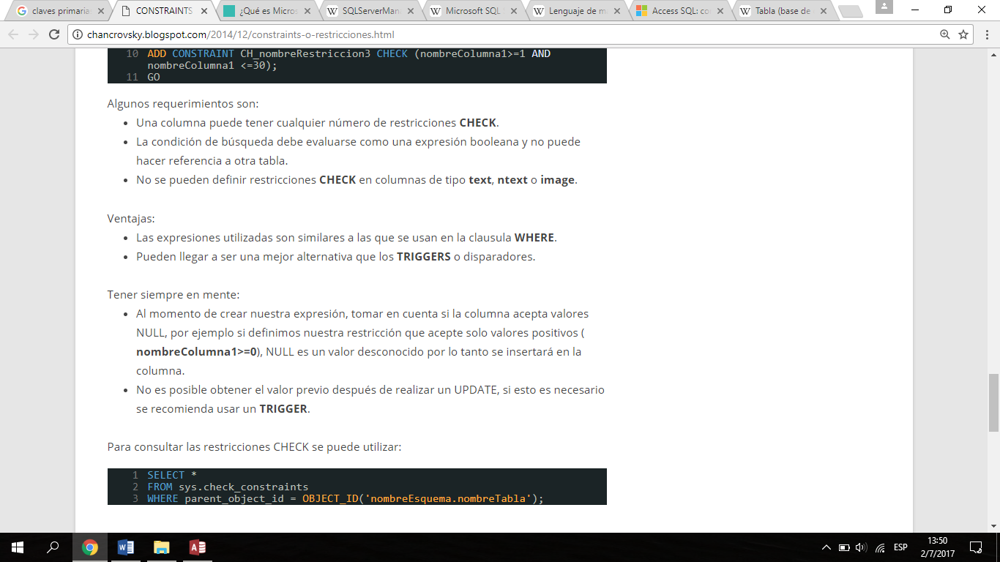 claves primaria
CONSTRAINTS
¿Qué es Micros
SQLServerMan
Microsoft SQL
Lenguaje de m
Access SQL: co
Tabla (base de
chancrovsky.blogspot.com/2014/12/constraints-o-restricciones.html
10 ADD CONSTRAINT CH_nombreRestriccion3 CHECK (nombreColumna1>=1 AND
nombreColumna1 <=30);
11 GO
Algunos requerimientos son:
• Una columna puede tener cualquier número de restricciones CHECK.
• La condición de búsqueda debe evaluarse como una expresión booleana y no puede
hacer referencia a otra tabla.
• No se pueden definir restricciones CHECK en columnas de tipo text, ntext o image.
Ventajas:
• Las expresiones utilizadas son similares a las que se usan en la clausula WHERE.
• Pueden llegar a ser una mejor alternativa que los TRIGGERS o disparadores.
Tener siempre en mente:
• Al momento de crear nuestra expresión, tomar en cuenta si la columna acepta valores
NULL, por ejemplo si definimos nuestra restricción que acepte solo valores positivos (
nombreColumna1>=0), NULL es un valor desconocido por lo tanto se insertará en la
columna.
• No es posible obtener el valor previo después de realizar un UPDATE, si esto es necesario
se recomienda usar un TRIGGER.
Para consultar las restricciones CHECK se puede utilizar:
1 SELECT *
2 FROM sys.check_constraints
3 WHERE parent_object_id = OBJECT_ID('nombreEsquema.nombreTabla');
ESP
13:50
2/7/2017